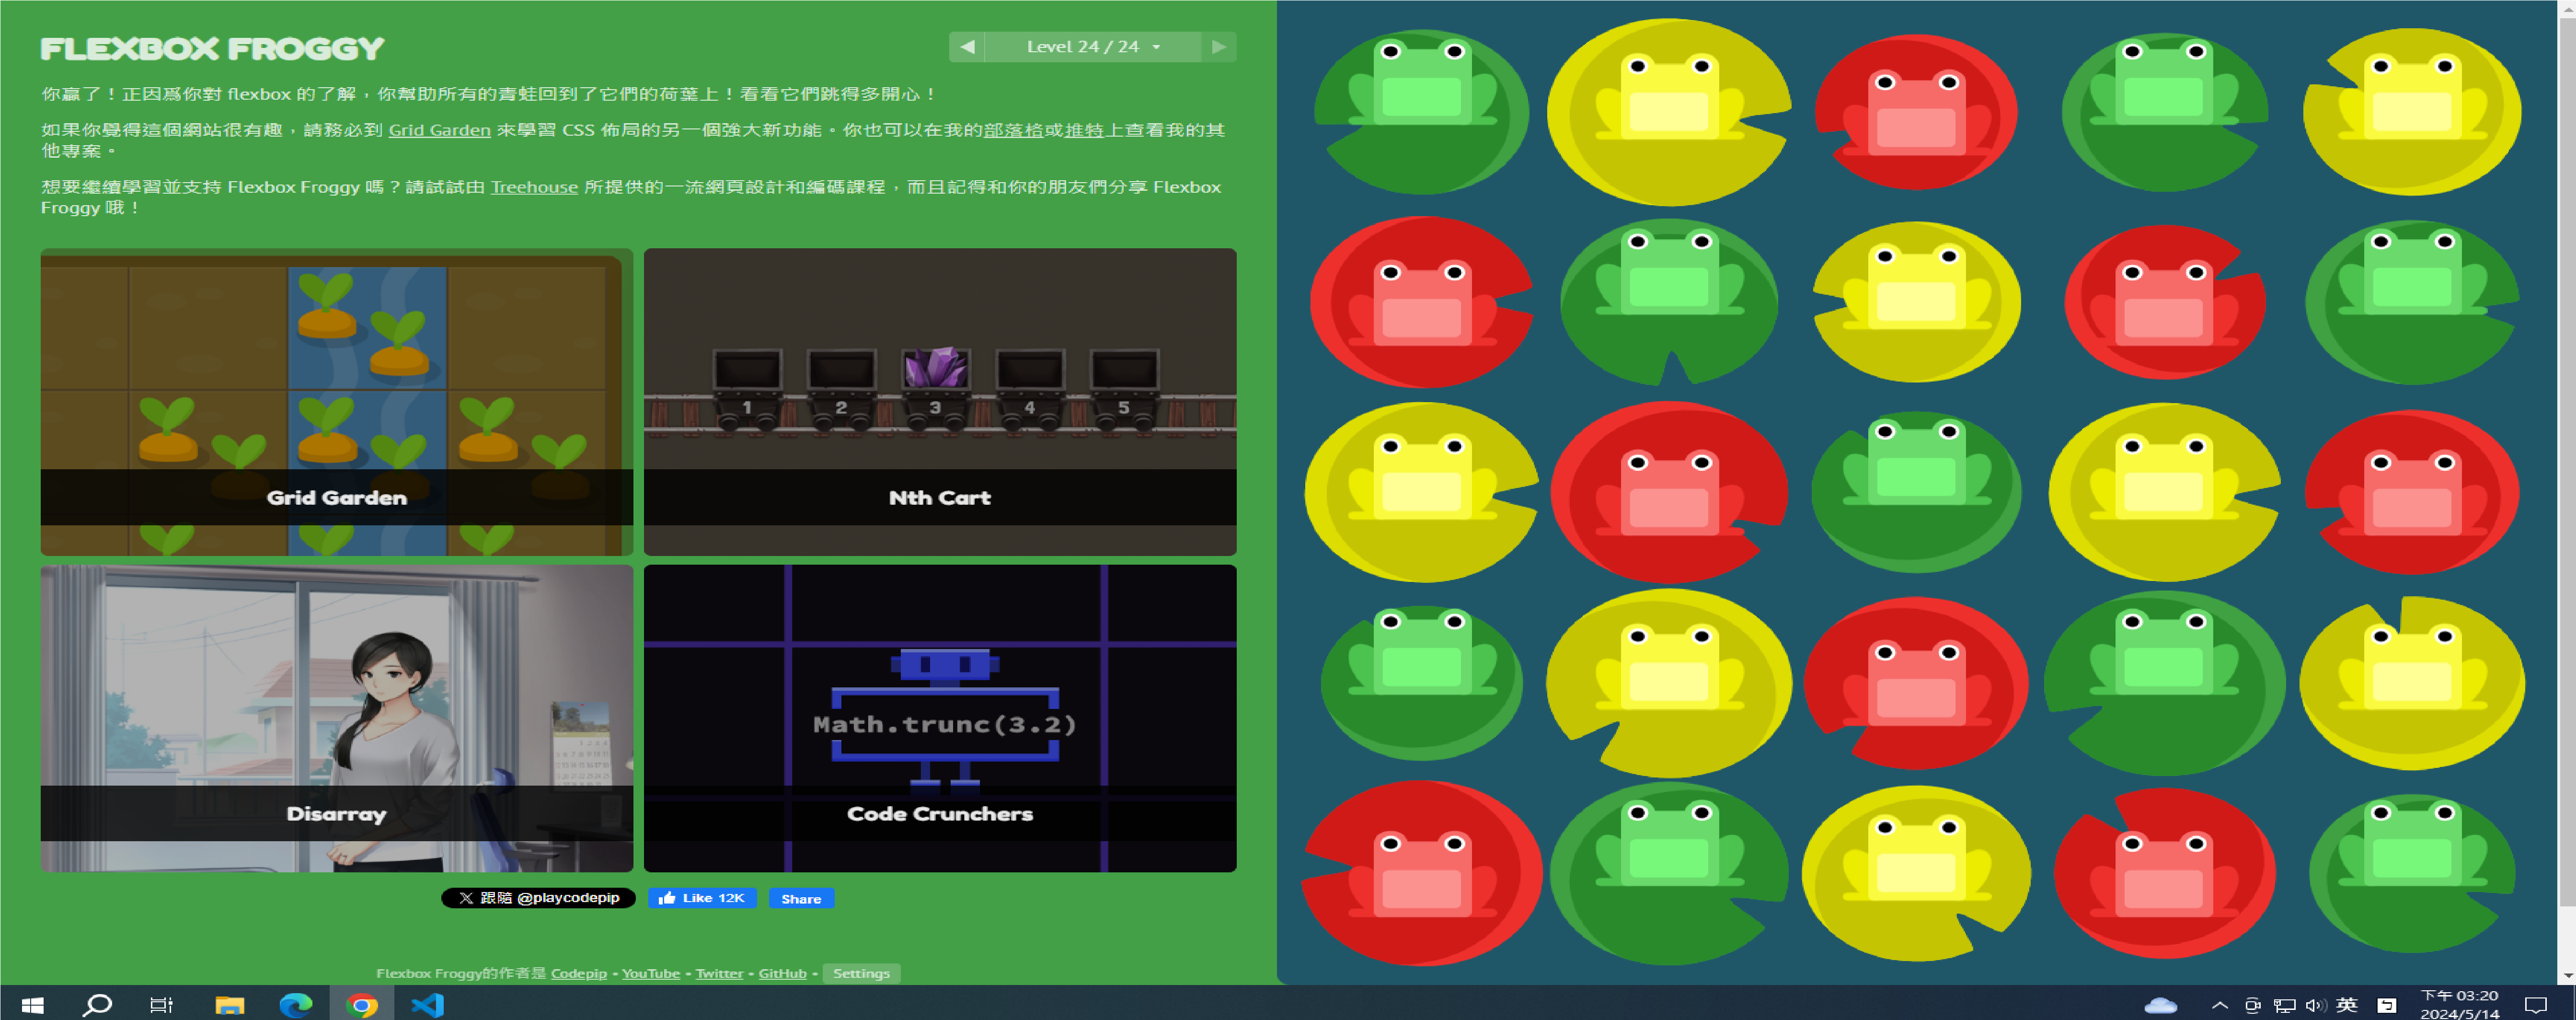 FLEXBOX FROGGY
Level 24 / 24
你贏了！正因爲你對 flexbox 的了解，你幫助所有的青蛙回到了它們的荷葉上！看看它們跳得多開心！
如果你覺得這個網站很有趣，請務必到 Grid Garden 來學習 CSS 佈局的另一個強大新功能。你也可以在我的部落格或推特上查看我的其
他專案。
想要繼續學習並支持 Flexbox Froggy 嗎？請試試由 Treehouse 所提供的一流網頁設計和編碼課程，而且記得和你的朋友們分享 Flexbox
Froggy 哦！
1 2 3 4 5
Grid Garden
Nth Cart
Math.trunc(3.2)
Disarray
Code Crunchers
跟隨 @playcodepip
Like 12K
Share
Flexbox Froggy的作者是 Codepip • YouTube • Twitter • GitHub • Settings
英
下午 03:20
2024/5/14